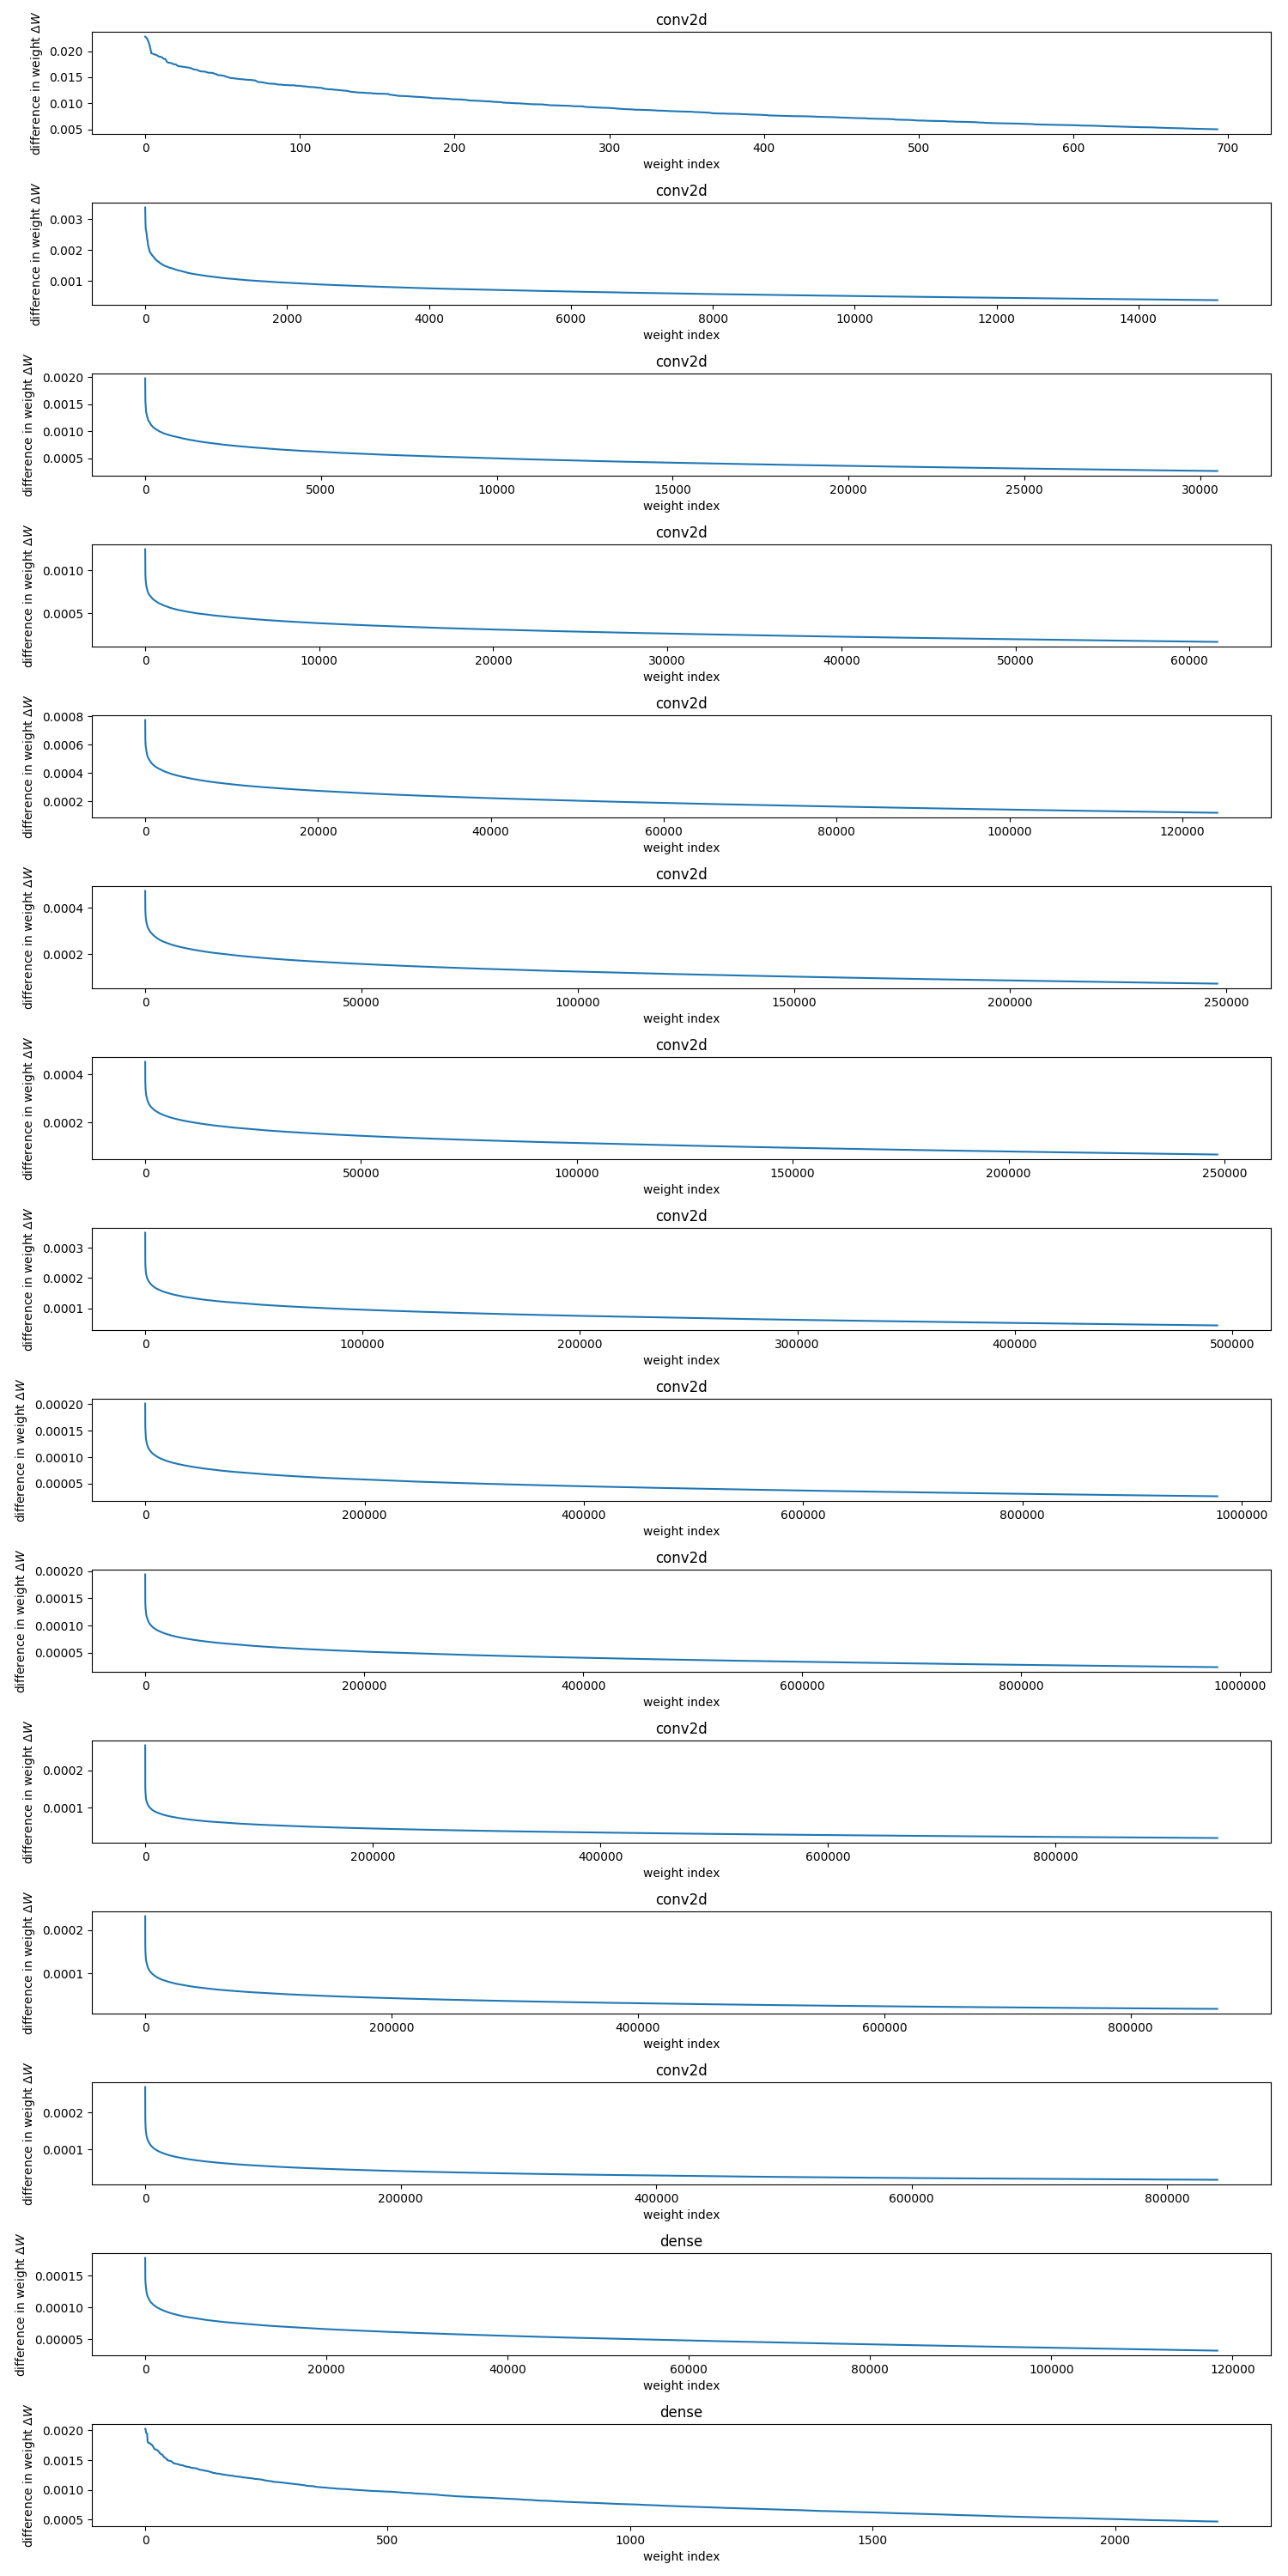 conv2d
difference in weight ΔW
0.020
0.015
0.010
0.005
0 100 200 300 400 500 600 700
weight index
conv2d
difference in weight ΔW
0.003
0.002
0.001
0 2000 4000 6000 8000 10000 12000 14000
weight index
conv2d
difference in weight ΔW
0.0020
0.0015
0.0010
0.0005
0 5000 10000 15000 20000 25000 30000
weight index
conv2d
difference in weight ΔW
0.0010
0.0005
0 10000 20000 30000 40000 50000 60000
weight index
conv2d
difference in weight ΔW
0.0008
0.0006
0.0004
0.0002
0 20000 40000 60000 80000 100000 120000
weight index
conv2d
difference in weight ΔW
0.0004
0.0002
0 50000 100000 150000 200000 250000
weight index
conv2d
difference in weight ΔW
0.0004
0.0002
0 50000 100000 150000 200000 250000
weight index
conv2d
difference in weight ΔW
0.0003
0.0002
0.0001
0 100000 200000 300000 400000 500000
weight index
conv2d
difference in weight ΔW
0.00020
0.00015
0.00010
0.00005
0 200000 400000 600000 800000 1000000
weight index
conv2d
difference in weight ΔW
0.00020
0.00015
0.00010
0.00005
0 200000 400000 600000 800000 1000000
weight index
conv2d
difference in weight ΔW
0.0002
0.0001
0 200000 400000 600000 800000
weight index
conv2d
difference in weight ΔW
0.0002
0.0001
0 200000 400000 600000 800000
weight index
conv2d
difference in weight ΔW
0.0002
0.0001
0 200000 400000 600000 800000
weight index
dense
difference in weight ΔW
0.00015
0.00010
0.00005
0 20000 40000 60000 80000 100000 120000
weight index
dense
difference in weight ΔW
0.0020
0.0015
0.0010
0.0005
0 500 1000 1500 2000
weight index